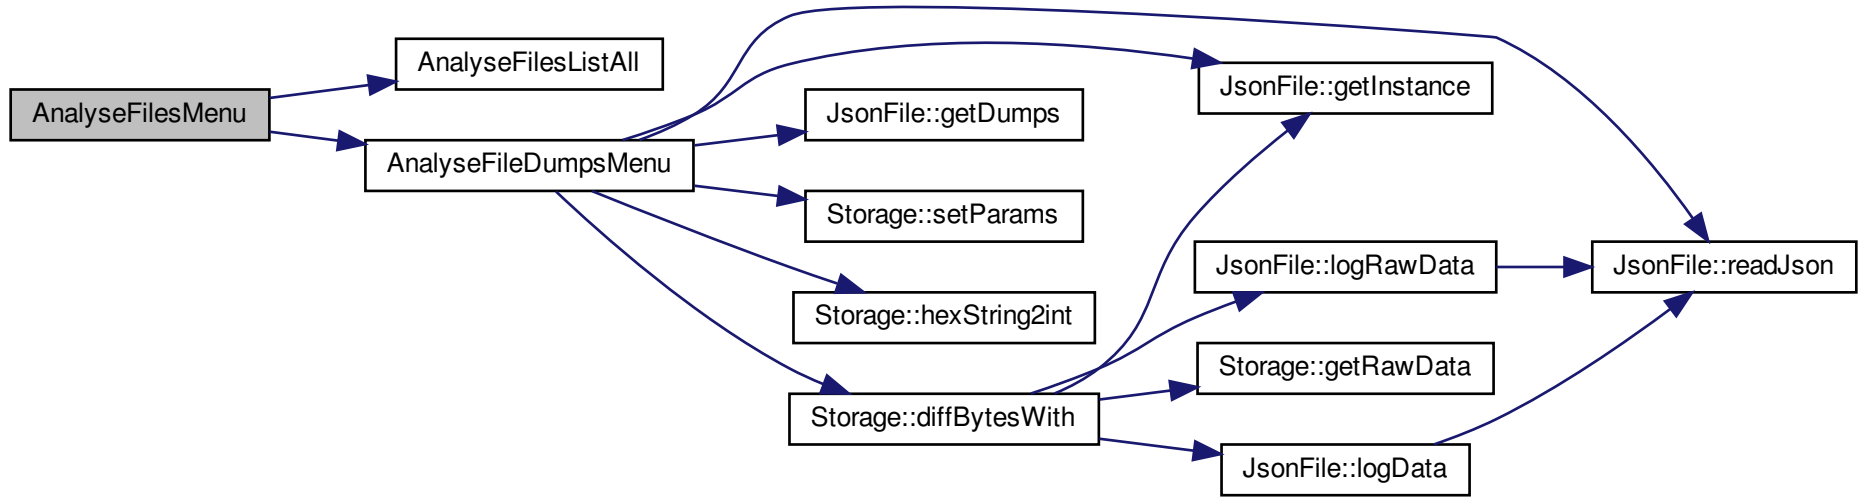 AnalyseFilesMenu
AnalyseFilesListAll
AnalyseFileDumpsMenu
JsonFile::getDumps
Storage::setParams
Storage::hexString2int
Storage::diffBytesWith
JsonFile::getInstance
JsonFile::logRawData
Storage::getRawData
JsonFile::logData
JsonFile::readJson